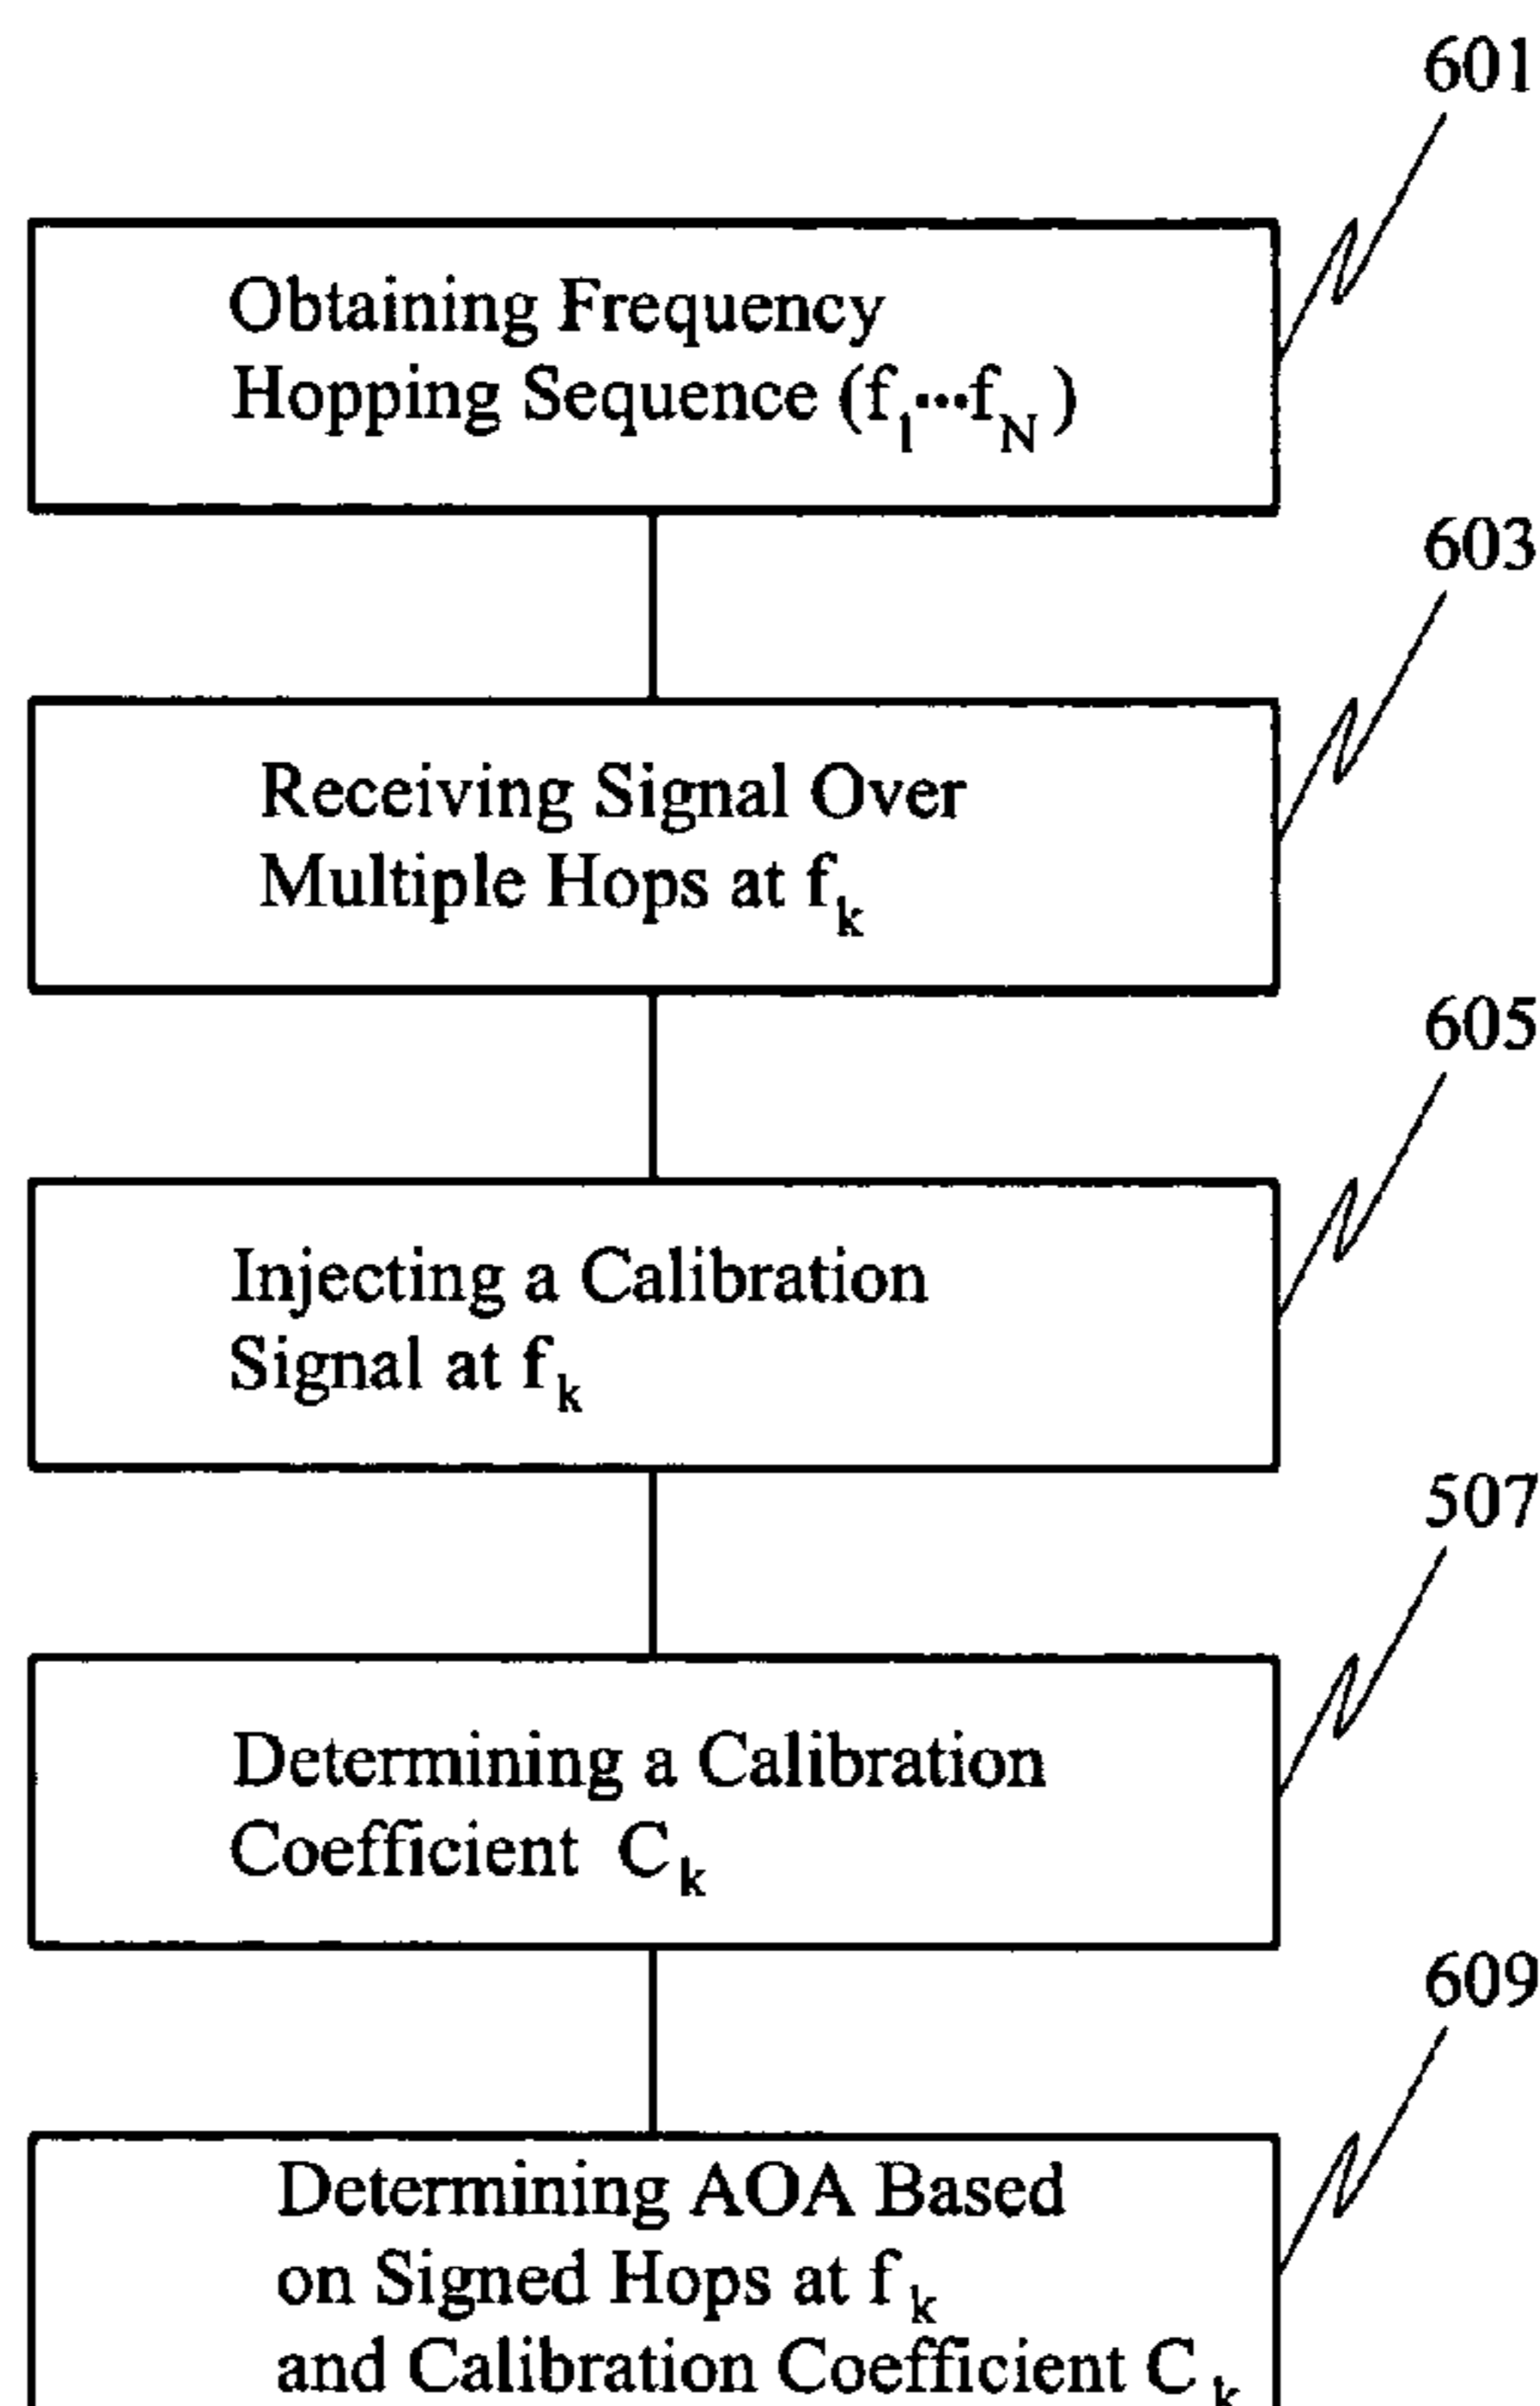 601
Obtaining Frequency
Hopping Sequence (f1...fN)
603
Receiving Signal Over
Multiple Hops at fk
605
Injecting a Calibration
Signal at fk
507
Determining a Calibration
Coefficient Ck
609
Determining AOA Based
on Signed Hops at fk
and Calibration Coefficient Ck